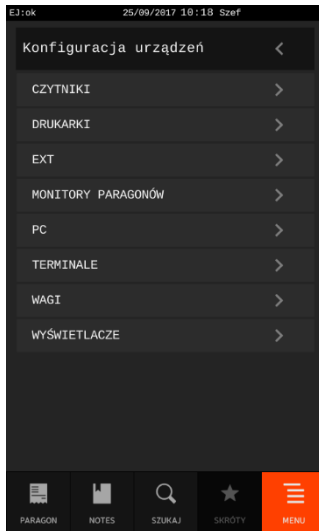 EJ:ok 25/09/2017 10:18 Szef
Konfiguracja urządzeń
CZYTNIKI
DRUKARKI
EXT
MONITORY PARAGONÓW
PC
TERMINALE
WAGI
WYŚWIETLACZE
PARAGON NOTES SZUKAJ SKRÓTY MENU